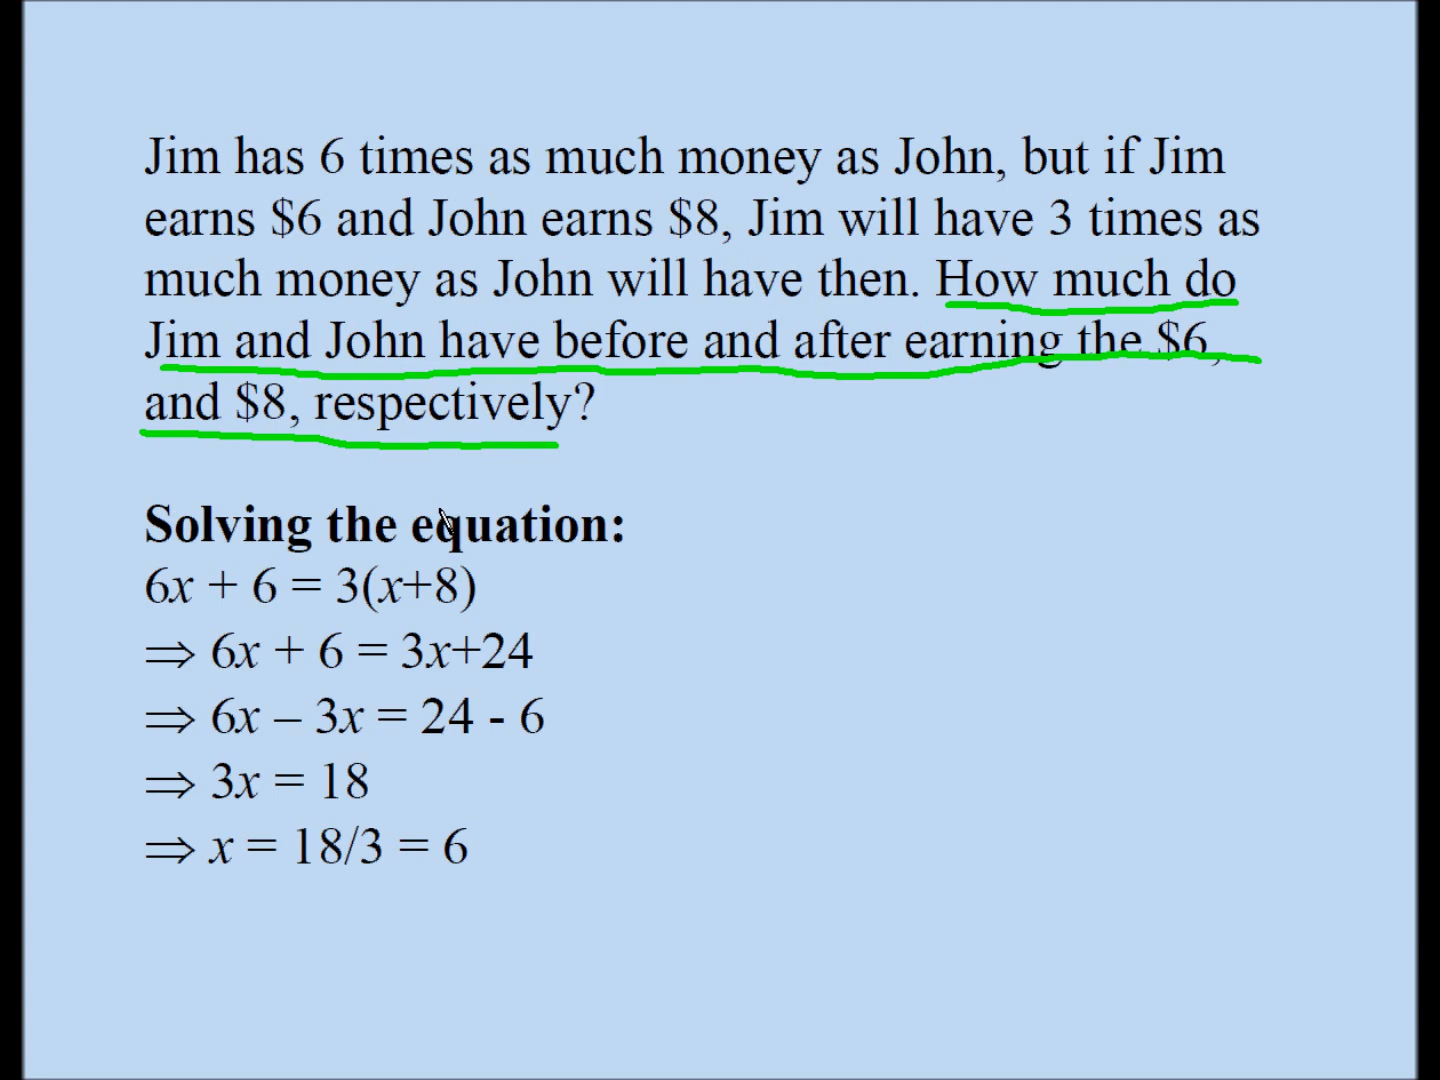 Jim has 6 times as much money as John, but if Jim
earns $6 and John earns $8, Jim will have 3 times as
much money as John will have then. How much do
Jim and John have before and after earning the $6,
and $8, respectively?
Solving the equation:
6x + 6 = 3(x+8)
⇒ 6x + 6 = 3x+24
⇒ 6x – 3x = 24 - 6
⇒ 3x = 18
⇒ x = 18/3 = 6